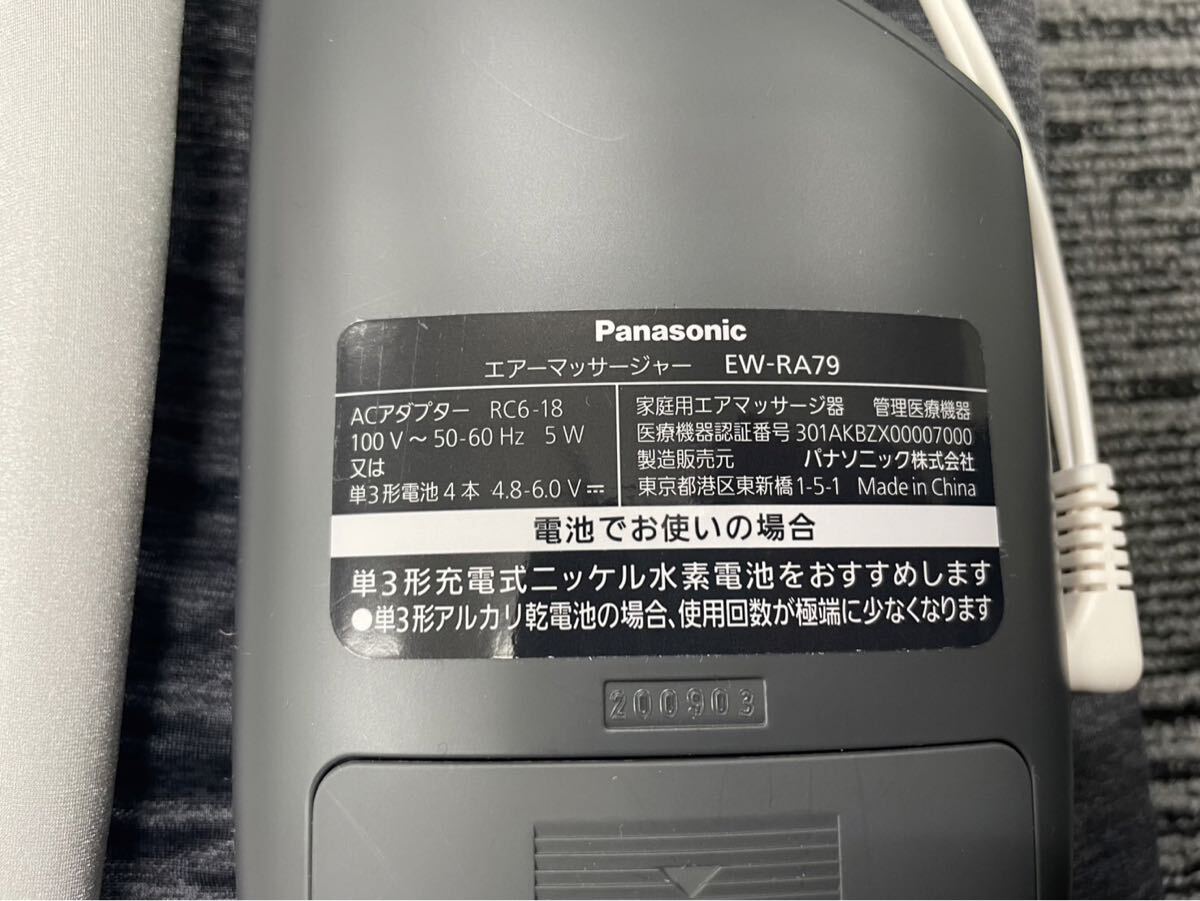 Panasonic
エアーマッサージャー EW-RA79
ACアダプター RC6-18
100 V ～ 50-60 Hz 5 W
又は
単3形電池4本 4.8-6.0 V ⎓
家庭用エアマッサージ器 管理医療機器
医療機器認証番号 301AKBZX00007000
製造販売元 パナソニック株式会社
東京都港区東新橋1-5-1 Made in China
電池でお使いの場合
単3形充電式ニッケル水素電池をおすすめします
●単3形アルカリ乾電池の場合、使用回数が極端に少なくなります
200903